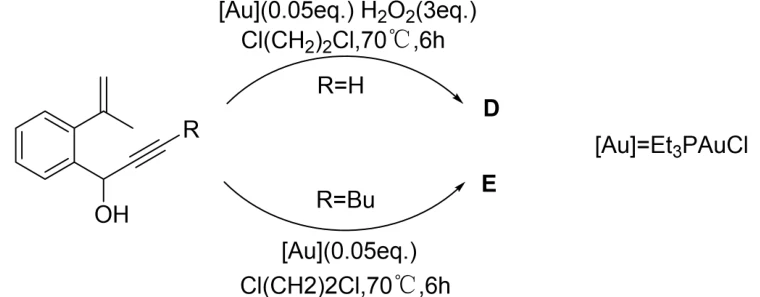 [Au](0.05eq.) H₂O₂(3eq.)
Cl(CH₂)₂Cl,70℃,6h
R=H
D
R
OH
[Au]=Et₃PAuCl
E
R=Bu
[Au](0.05eq.)
Cl(CH2)2Cl,70℃,6h